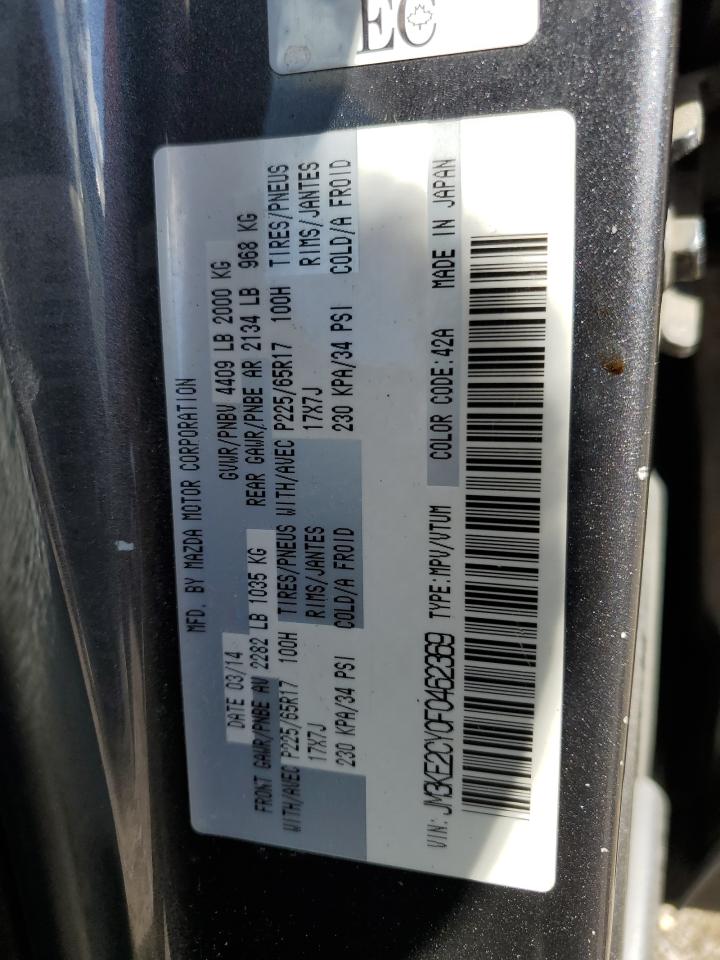 EC
MFD. BY MAZDA MOTOR CORPORATION
DATE 03/14 GVWR/PNBV 4409 LB 2000 KG
FRONT GAWR/PNBE AV 2282 LB 1035 KG REAR GAWR/PNBE AR 2134 LB 968 KG
WITH/AVEC P225/65R17 100H TIRES/PNEUS WITH/AVEC P225/65R17 100H TIRES/PNEUS
17X7J RIMS/JANTES 17X7J RIMS/JANTES
230 KPA/34 PSI COLD/A FROID 230 KPA/34 PSI COLD/A FROID
VIN: JM3KE2CY0F0462369 TYPE:MPV/VTUM COLOR CODE:42A MADE IN JAPAN